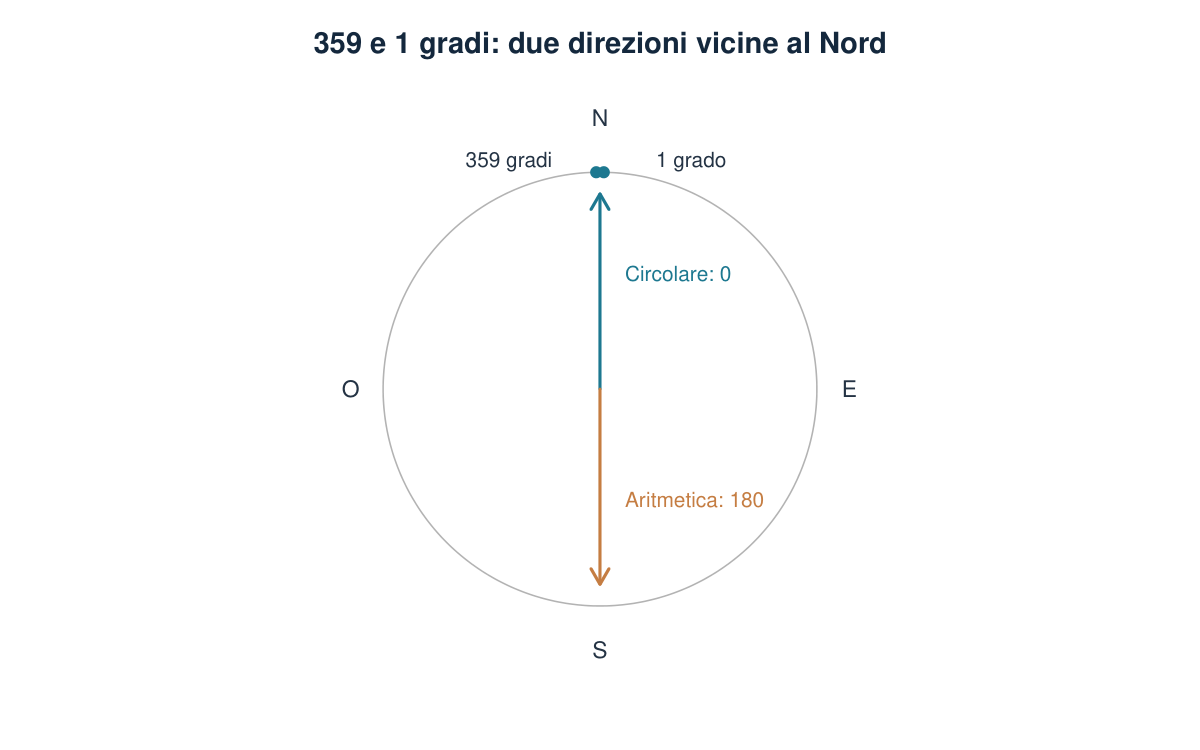 359 e 1 gradi: due direzioni vicine al Nord
N
359 gradi
1 grado
Circolare: 0
O
E
Aritmetica: 180
S